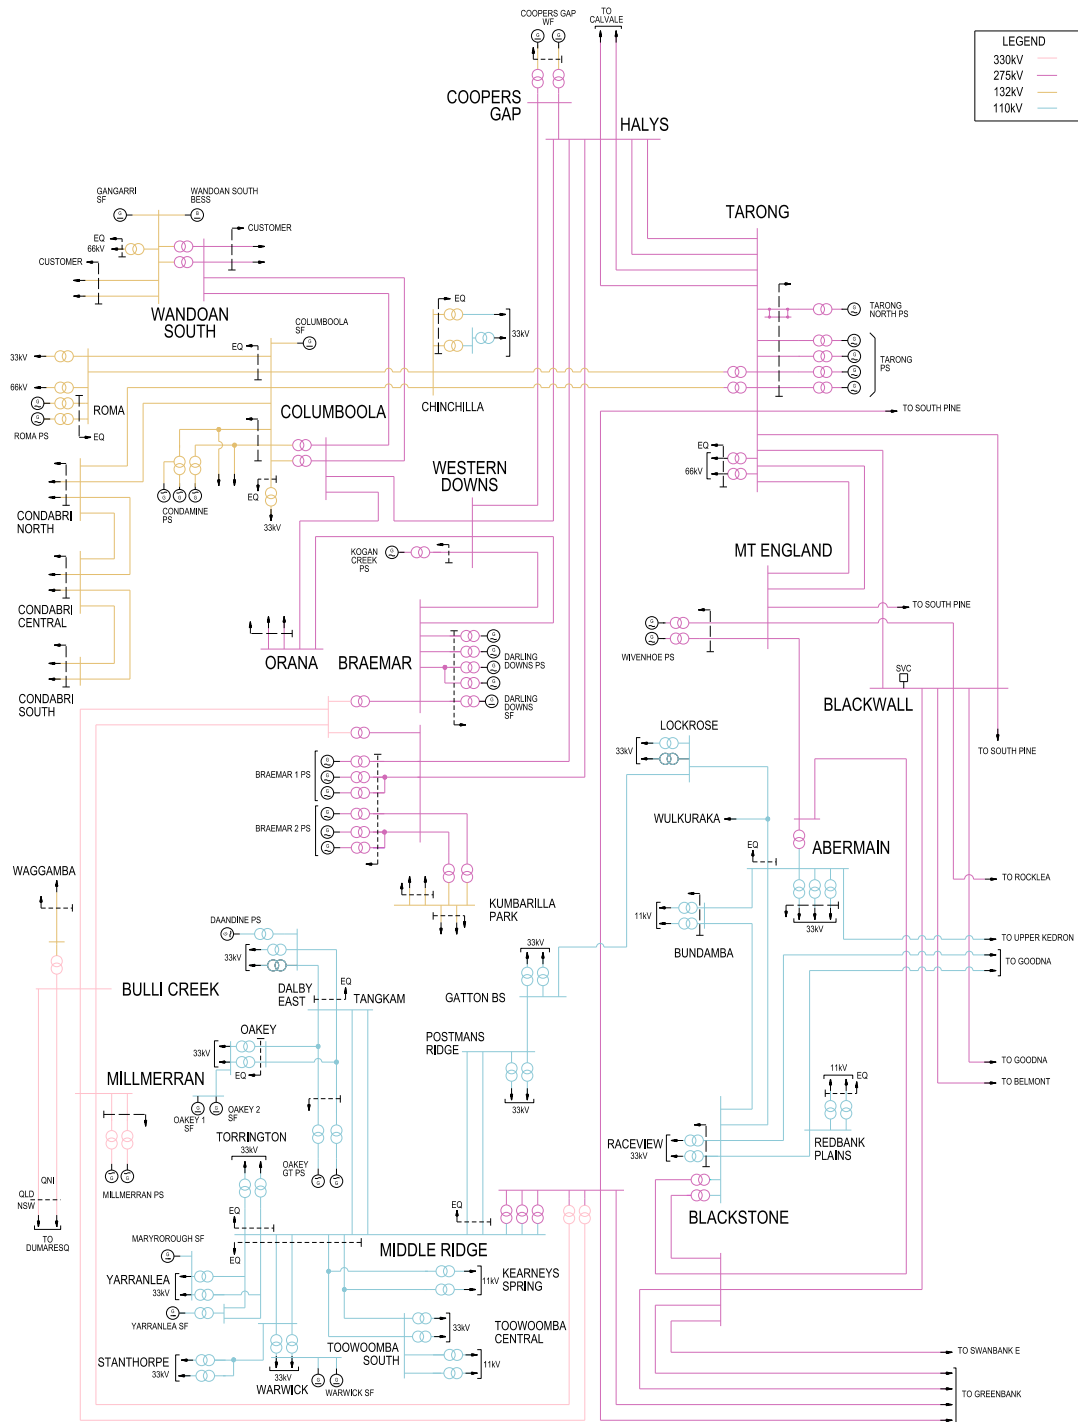 COOPERS GAP
WF
TO
CALVALE
LEGEND
330kV
275kV
132kV
110kV
COOPERS
GAP
HALYS
GANGARRI
SF
WANDOAN SOUTH
BESS
TARONG
EQ
66kV
CUSTOMER
CUSTOMER
WANDOAN
SOUTH
COLUMBOOLA
SF
EQ
33kV
TARONG
NORTH PS
33kV
EQ
TARONG
PS
66kV
ROMA
CHINCHILLA
COLUMBOOLA
TO SOUTH PINE
ROMA PS
EQ
EQ
66kV
WESTERN
DOWNS
EQ
CONDAMINE
PS
33kV
CONDABRI
NORTH
KOGAN
CREEK
PS
MT ENGLAND
CONDABRI
CENTRAL
TO SOUTH PINE
WIVENHOE PS
ORANA
BRAEMAR
DARLING
DOWNS PS
SVC
DARLING
DOWNS
SF
CONDABRI
SOUTH
BLACKWALL
LOCKROSE
33kV
TO SOUTH PINE
BRAEMAR 1 PS
WULKURAKA
BRAEMAR 2 PS
ABERMAIN
EQ
WAGGAMBA
TO ROCKLEA
KUMBARILLA
PARK
DAANDINE PS
11kV
33kV
33kV
33kV
BUNDAMBA
TO UPPER KEDRON
TO GOODNA
BULLI CREEK
DALBY
EAST
EQ
TANGKAM
GATTON BS
OAKEY
33kV
EQ
POSTMANS
RIDGE
TO GOODNA
MILLMERRAN
11kV
EQ
TO BELMONT
OAKEY 1
SF
OAKEY 2
SF
33kV
TORRINGTON
33kV
RACEVIEW
33kV
REDBANK
PLAINS
OAKEY
GT PS
QNI
QLD
NSW
MILLMERRAN PS
EQ
EQ
BLACKSTONE
TO
DUMARESQ
MARYROROUGH SF
EQ
MIDDLE RIDGE
YARRANLEA
33kV
11kV
KEARNEYS
SPRING
YARRANLEA SF
33kV
TOOWOOMBA
CENTRAL
TOOWOOMBA
SOUTH
TO SWANBANK E
STANTHORPE
33kV
11kV
33kV
WARWICK
WARWICK SF
TO GREENBANK